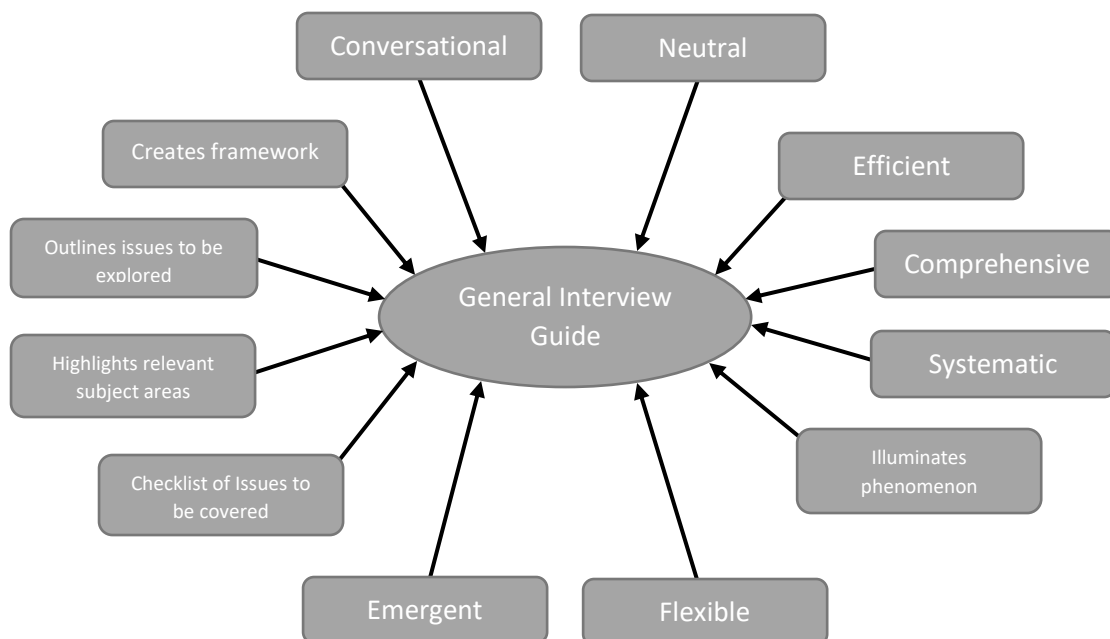 Conversational
Neutral
Creates framework
Efficient
Outlines issues to be
explored
Comprehensive
General Interview
Guide
Highlights relevant
subject areas
Systematic
Checklist of Issues to
be covered
Illuminates
phenomenon
Emergent
Flexible